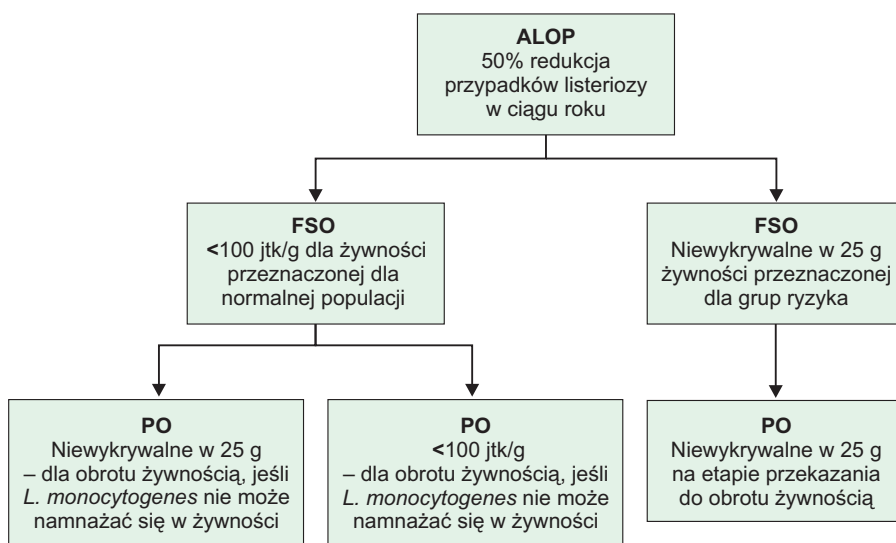 ALOP
50% redukcja
przypadków listeriozy
w ciągu roku
FSO
<100 jtk/g dla żywności
przeznaczonej dla
normalnej populacji
FSO
Niewykrywalne w 25 g
żywności przeznaczonej
dla grup ryzyka
PO
Niewykrywalne w 25 g
– dla obrotu żywnością, jeśli
L. monocytogenes nie może
namnażać się w żywności
PO
<100 jtk/g
– dla obrotu żywnością, jeśli
L. monocytogenes nie może
namnażać się w żywności
PO
Niewykrywalne w 25 g
na etapie przekazania
do obrotu żywnością